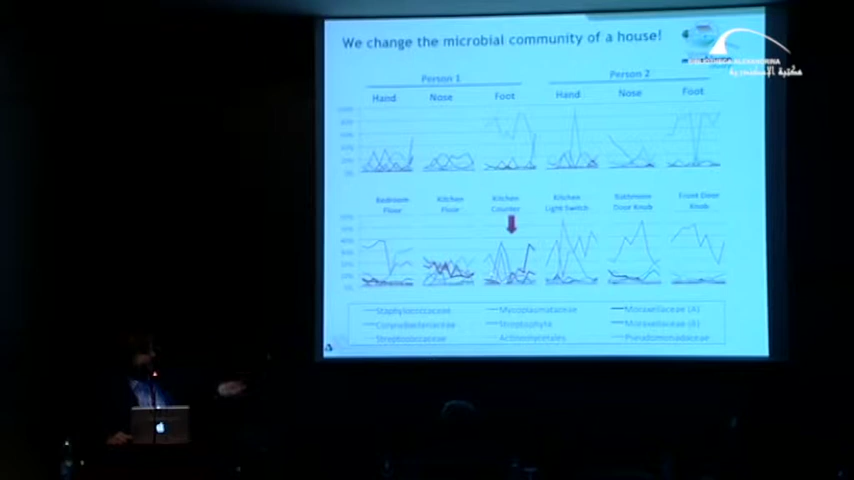 We change the microbial community of a house!
BIBLIOTHECA ALEXANDRINA
مكتبة الإسكندرية
Person 1
Person 2
Hand Nose Foot Hand Nose Foot
Bedroom Floor
Kitchen Floor
Kitchen Counter
Kitchen Light Switch
Bathroom Door Knob
Front Door Knob
Staphylococcaceae Mycoplasmataceae Moraxellaceae (A)
Corynebacteriaceae Streptophyta Moraxellaceae (B)
Streptococcaceae Actinomycetales Pseudomonadaceae